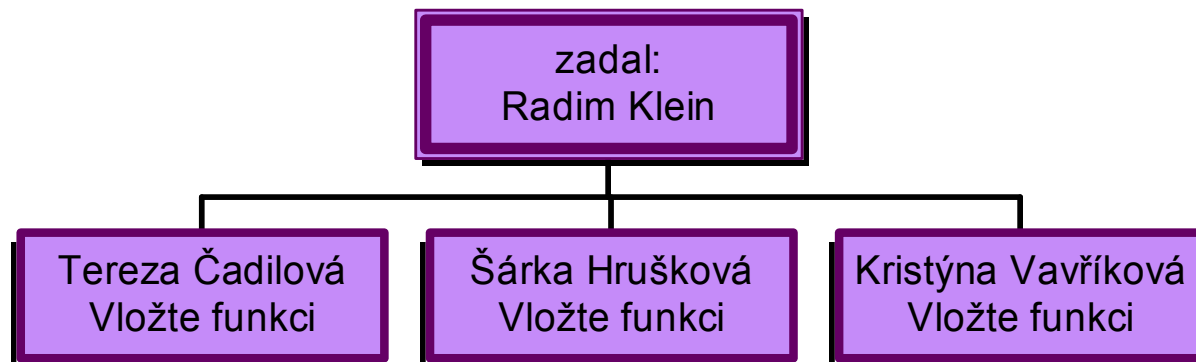 zadal:
Radim Klein
Tereza Čadilová
Vložte funkci
Šárka Hrušková
Vložte funkci
Kristýna Vavříková
Vložte funkci